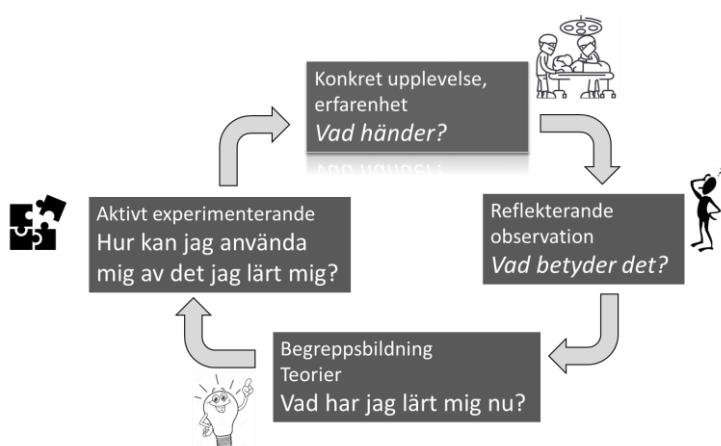 Konkret upplevelse,
erfarenhet
Vad händer?
Reflekterande
observation
Vad betyder det?
Begreppsbildning
Teorier
Vad har jag lärt mig nu?
Aktivt experimenterande
Hur kan jag använda
mig av det jag lärt mig?